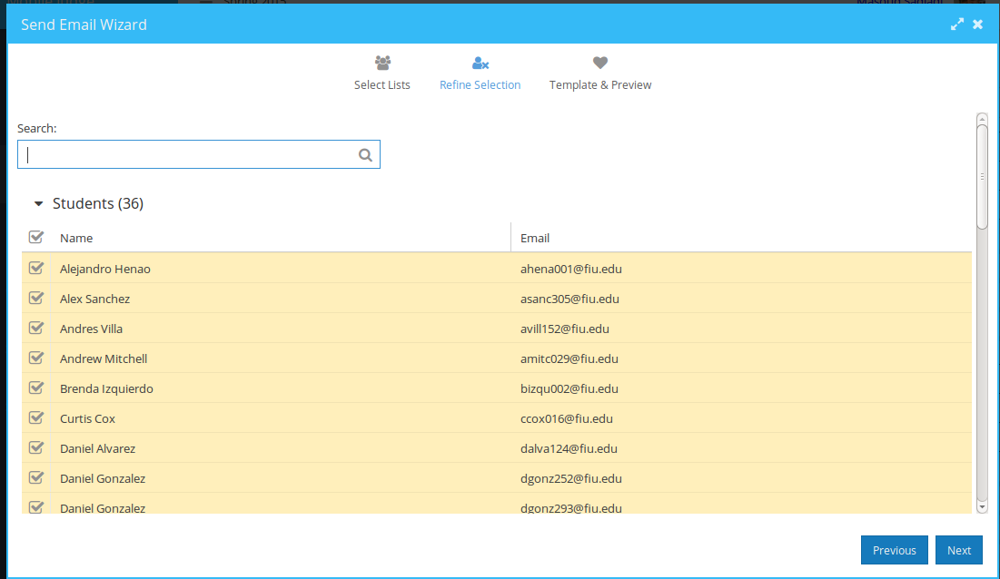 Spring 2015
Send Email Wizard
Select Lists
Refine Selection
Template & Preview
Search:
Students (36)
Name Email
Alejandro Henao ahena001@fiu.edu
Alex Sanchez asanc305@fiu.edu
Andres Villa avill152@fiu.edu
Andrew Mitchell amitc029@fiu.edu
Brenda Izquierdo bizqu002@fiu.edu
Curtis Cox ccox016@fiu.edu
Daniel Alvarez dalva124@fiu.edu
Daniel Gonzalez dgonz252@fiu.edu
Daniel Gonzalez dgonz293@fiu.edu
Previous Next